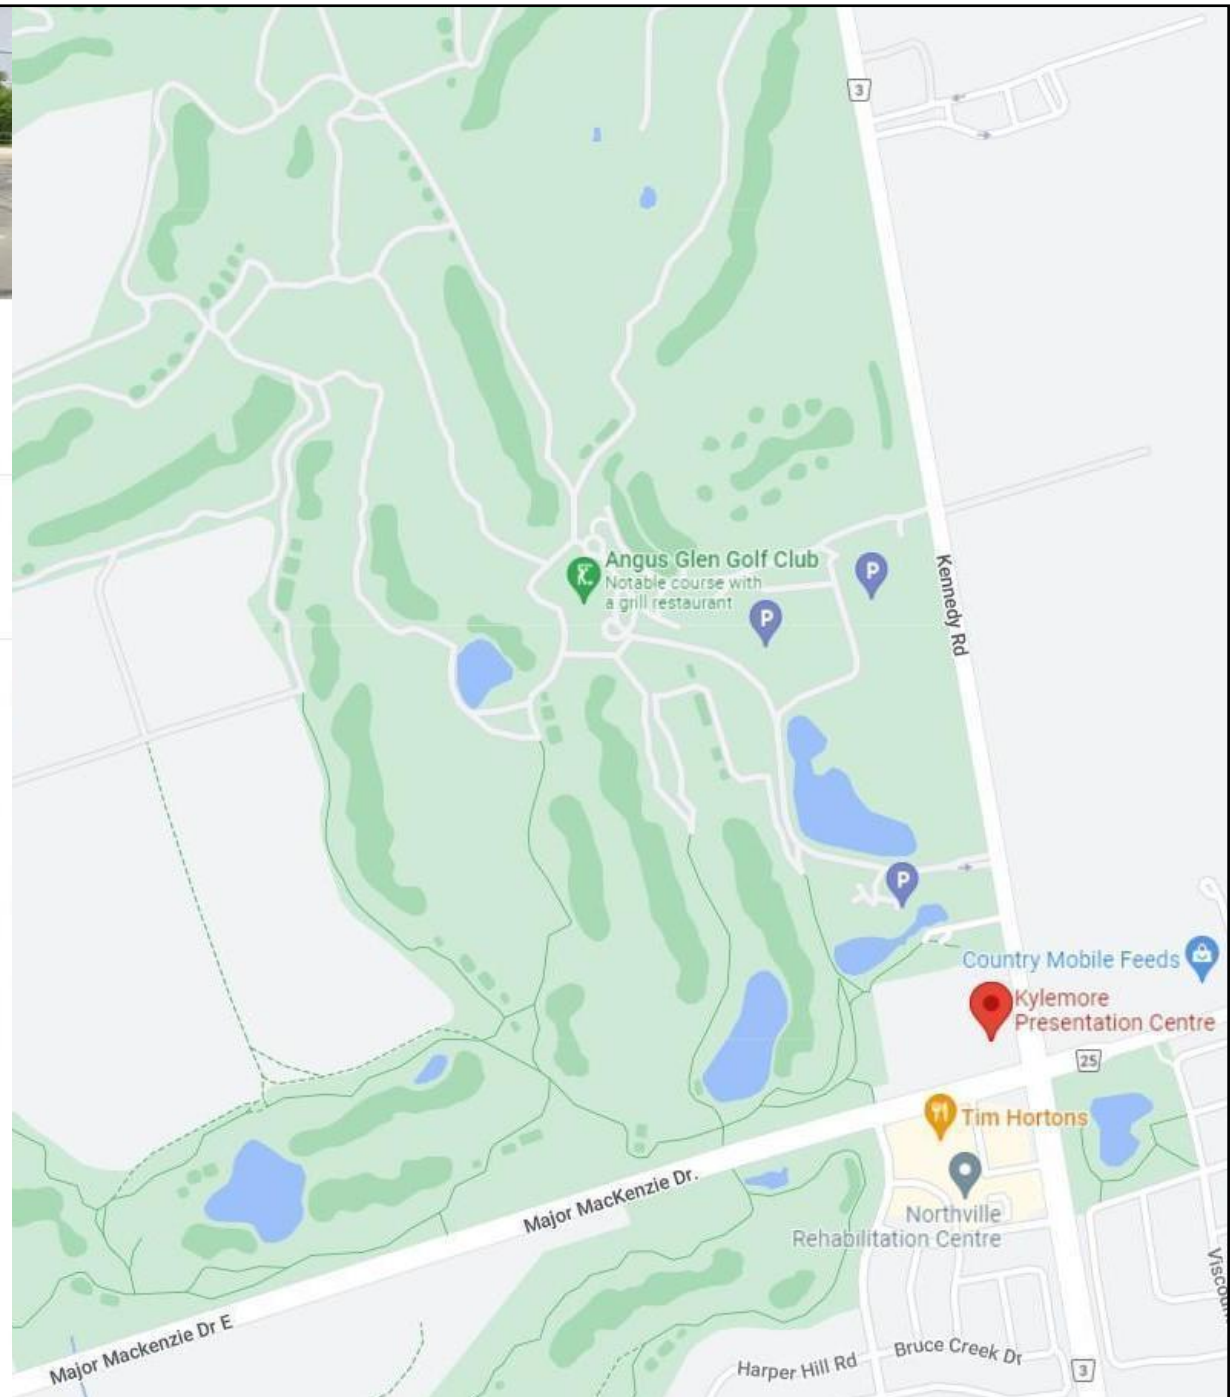 3
Angus Glen Golf Club
Notable course with
a grill restaurant
P
P
Kennedy Rd
P
Country Mobile Feeds
Kylemore
Presentation Centre
25
Tim Hortons
Major MacKenzie Dr.
Northville
Rehabilitation Centre
Major Mackenzie Dr E
Harper Hill Rd
Bruce Creek Dr
3